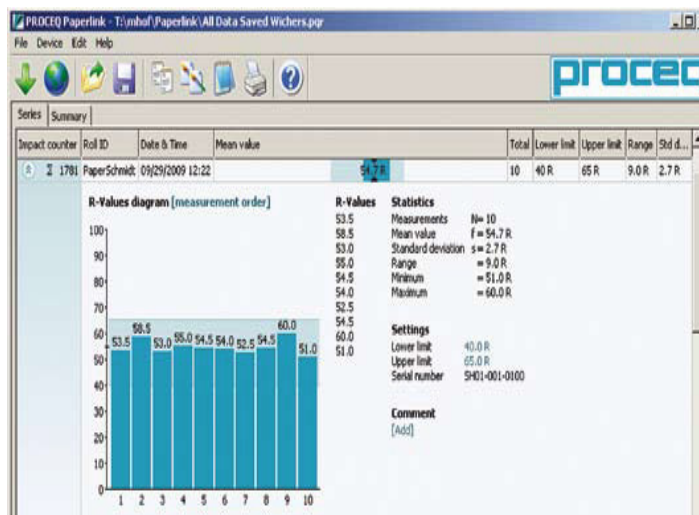 PROCEQ Paperlink - T:\mhof\Paperlink\All Data Saved Wichers.pqr
File Device Edit Help
proceq
Series Summary
Impact counter Roll ID Date & Time Mean value Total Lower limit Upper limit Range Std d...
Σ 1781 PaperSchmidt 09/29/2009 12:22 54.7 R 10 40 R 65 R 9.0 R 2.7 R
R-Values diagram [measurement order]
100
90
80
70
60
50
40
30
20
10
0
53.5 58.5 53.0 55.0 54.5 54.0 52.5 54.5 60.0 51.0
1 2 3 4 5 6 7 8 9 10
R-Values
53.5
58.5
53.0
55.0
54.5
54.0
52.5
54.5
60.0
51.0
Statistics
Measurements N= 10
Mean value f = 54.7 R
Standard deviation s = 2.7 R
Range = 9.0 R
Minimum = 51.0 R
Maximum = 60.0 R
Settings
Lower limit 40.0 R
Upper limit 65.0 R
Serial number SH01-001-0100
Comment
[Add]